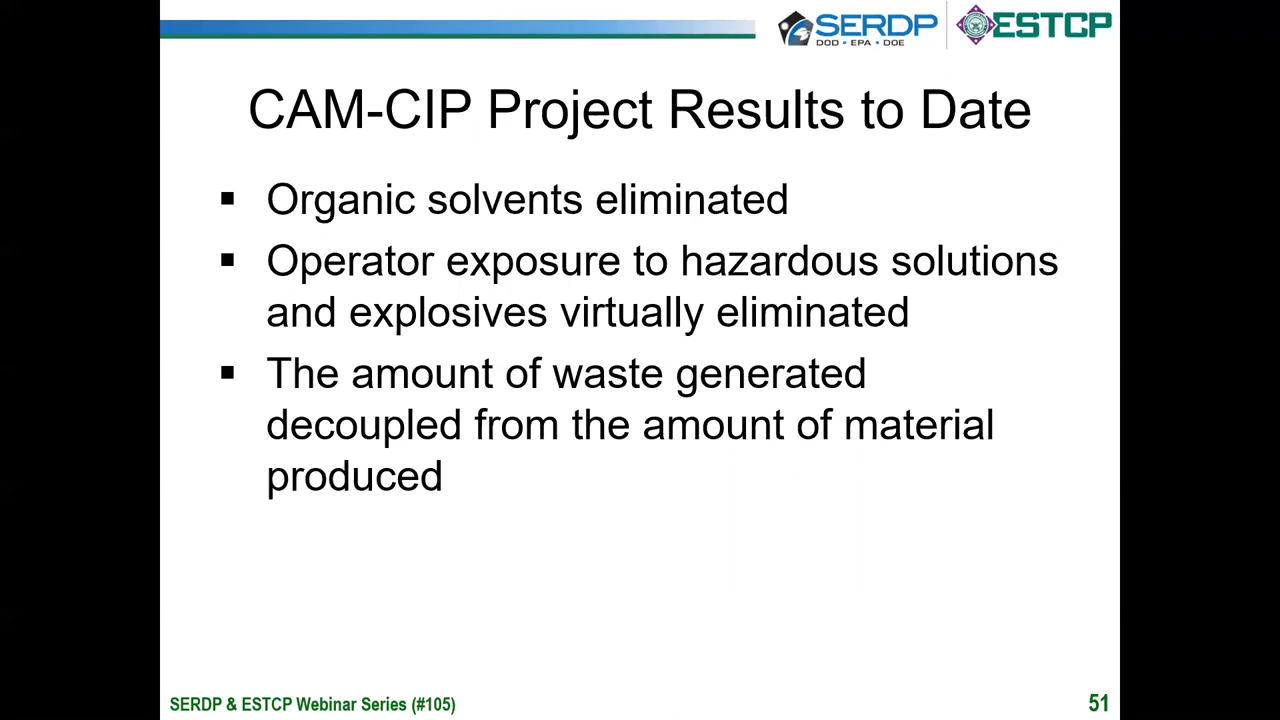 SERDP
DOD • EPA • DOE
ESTCP
CAM-CIP Project Results to Date
▪ Organic solvents eliminated
▪ Operator exposure to hazardous solutions
and explosives virtually eliminated
▪ The amount of waste generated
decoupled from the amount of material
produced
SERDP & ESTCP Webinar Series (#105)
51